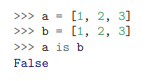 >>> a = [1, 2, 3]
>>> b = [1, 2, 3]
>>> a is b
False